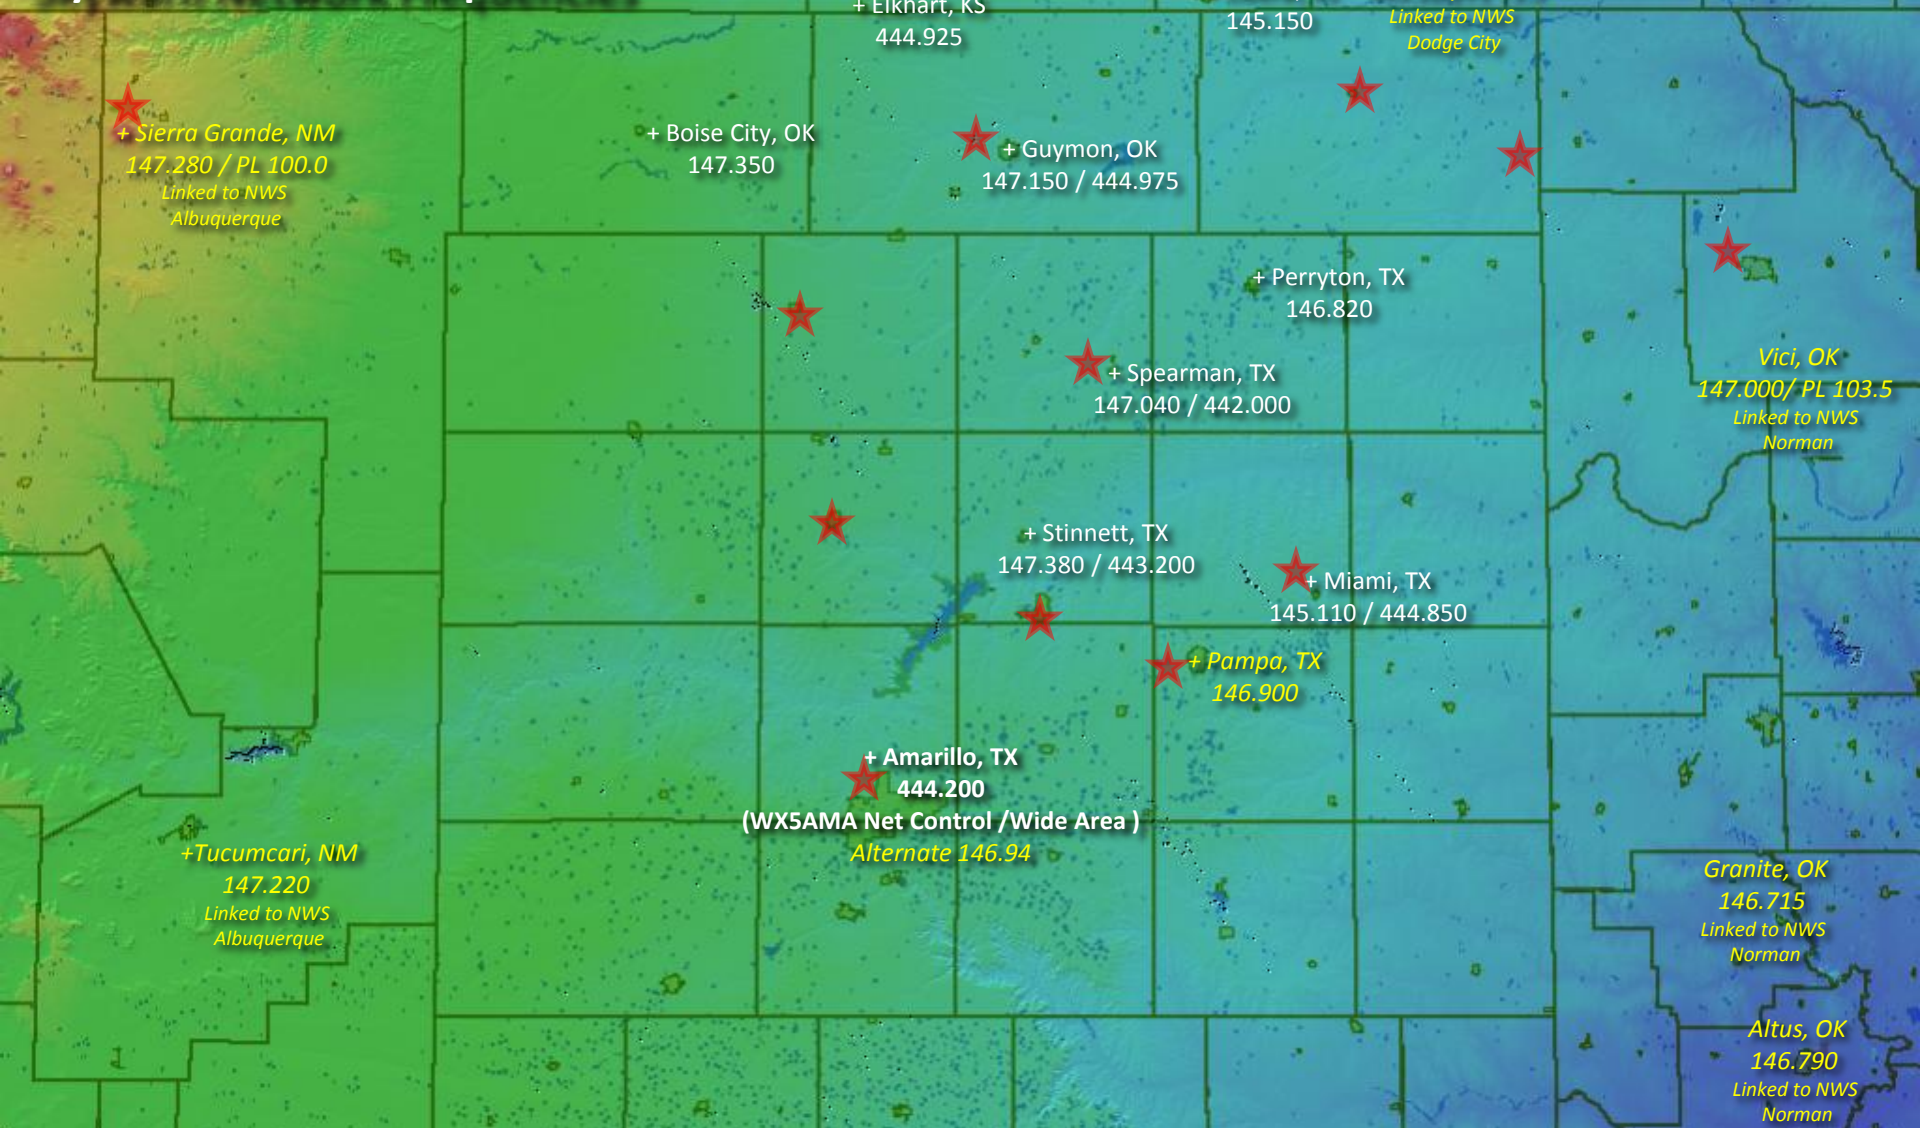 + Elkhart, KS
444.925
145.150
Linked to NWS
Dodge City
+ Sierra Grande, NM
147.280 / PL 100.0
Linked to NWS
Albuquerque
+ Boise City, OK
147.350
+ Guymon, OK
147.150 / 444.975
+ Perryton, TX
146.820
+ Spearman, TX
147.040 / 442.000
Vici, OK
147.000/ PL 103.5
Linked to NWS
Norman
+ Stinnett, TX
147.380 / 443.200
+ Miami, TX
145.110 / 444.850
+ Pampa, TX
146.900
+ Amarillo, TX
444.200
(WX5AMA Net Control /Wide Area )
Alternate 146.94
+Tucumcari, NM
147.220
Linked to NWS
Albuquerque
Granite, OK
146.715
Linked to NWS
Norman
Altus, OK
146.790
Linked to NWS
Norman